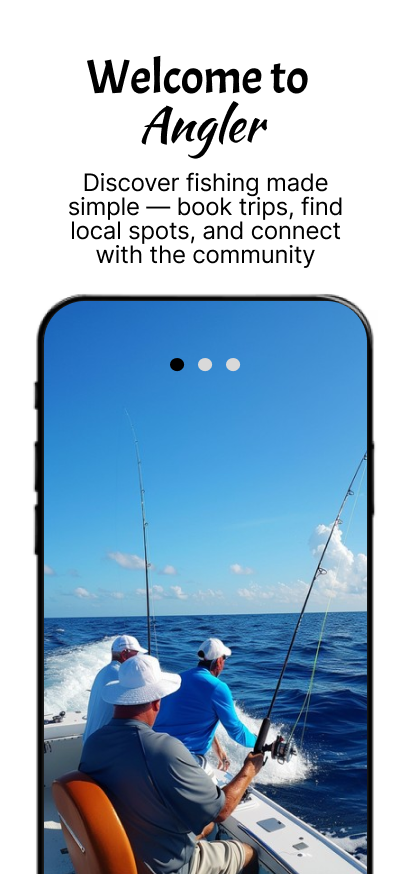 Welcome to
Angler
Discover fishing made
simple — book trips, find
local spots, and connect
with the community